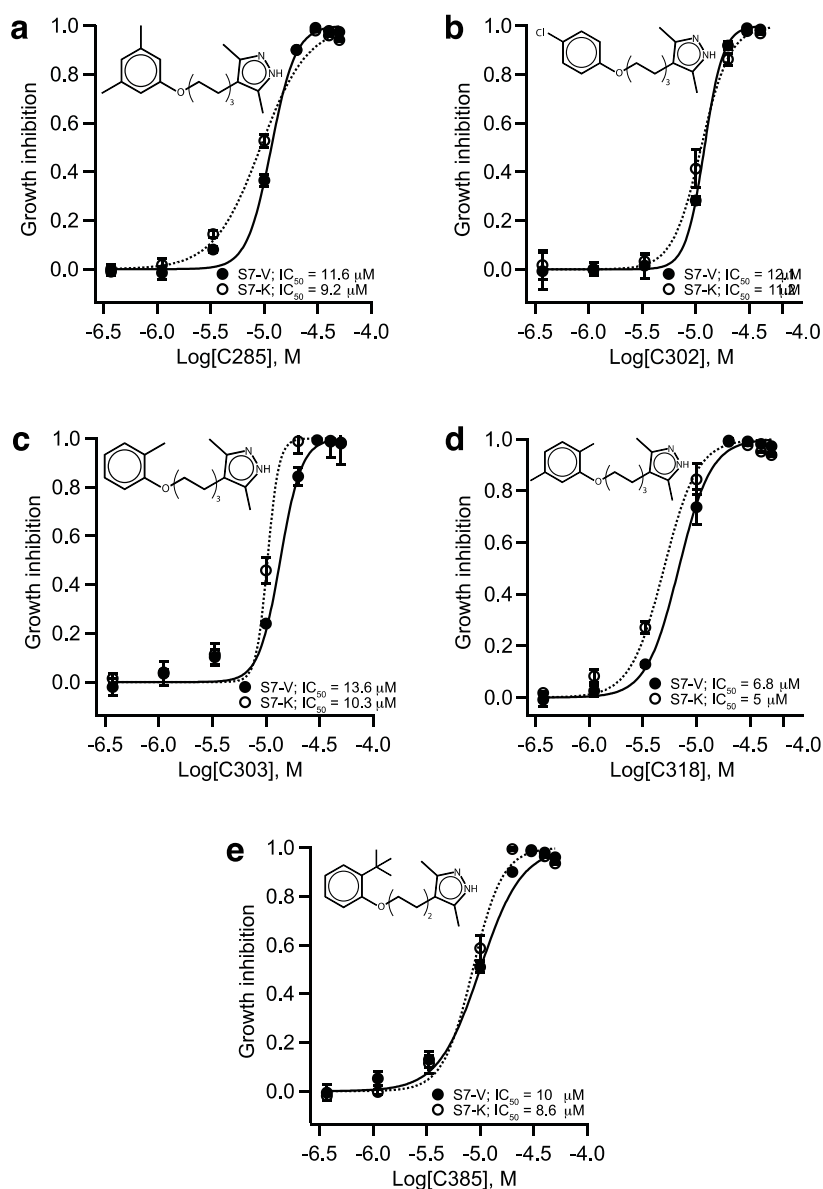 a
1.0
0.8
0.6
0.4
0.2
0.0
Growth inhibition
O
3
N
NH
S7-V; IC50 = 11.6 µM
S7-K; IC50 = 9.2 µM
-6.5 -6.0 -5.5 -5.0 -4.5 -4.0
Log[C285], M
b
1.0
0.8
0.6
0.4
0.2
0.0
Growth inhibition
Cl
O
3
N
NH
S7-V; IC50 = 12.1 µM
S7-K; IC50 = 11.2 µM
-6.5 -6.0 -5.5 -5.0 -4.5 -4.0
Log[C302], M
c
1.0
0.8
0.6
0.4
0.2
0.0
Growth inhibition
O
3
N
NH
S7-V; IC50 = 13.6 µM
S7-K; IC50 = 10.3 µM
-6.5 -6.0 -5.5 -5.0 -4.5 -4.0
Log[C303], M
d
1.0
0.8
0.6
0.4
0.2
0.0
Growth inhibition
O
3
N
NH
S7-V; IC50 = 6.8 µM
S7-K; IC50 = 5 µM
-6.5 -6.0 -5.5 -5.0 -4.5 -4.0
Log[C318], M
e
1.0
0.8
0.6
0.4
0.2
0.0
Growth inhibition
O
2
N
NH
S7-V; IC50 = 10 µM
S7-K; IC50 = 8.6 µM
-6.5 -6.0 -5.5 -5.0 -4.5 -4.0
Log[C385], M